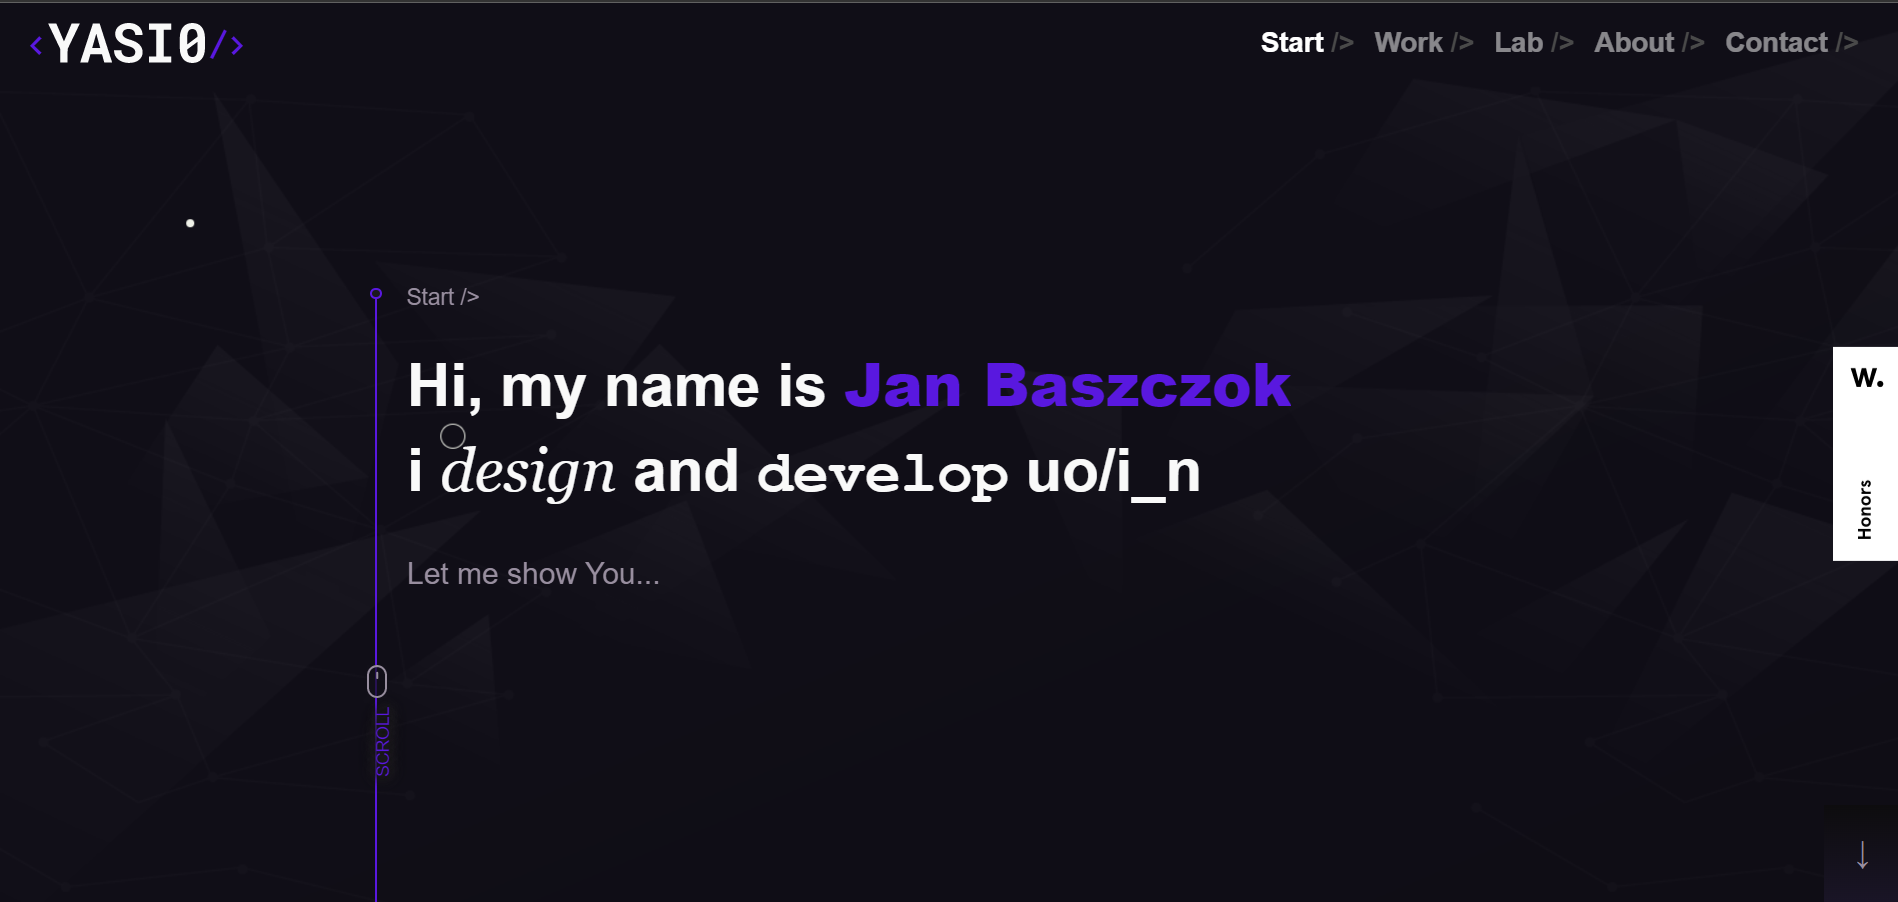 <YASI0/>
Start /> Work /> Lab /> About /> Contact />
Start />
Hi, my name is Jan Baszczok
i design and develop uo/i_n
Let me show You...
SCROLL
W.
Honors
↓